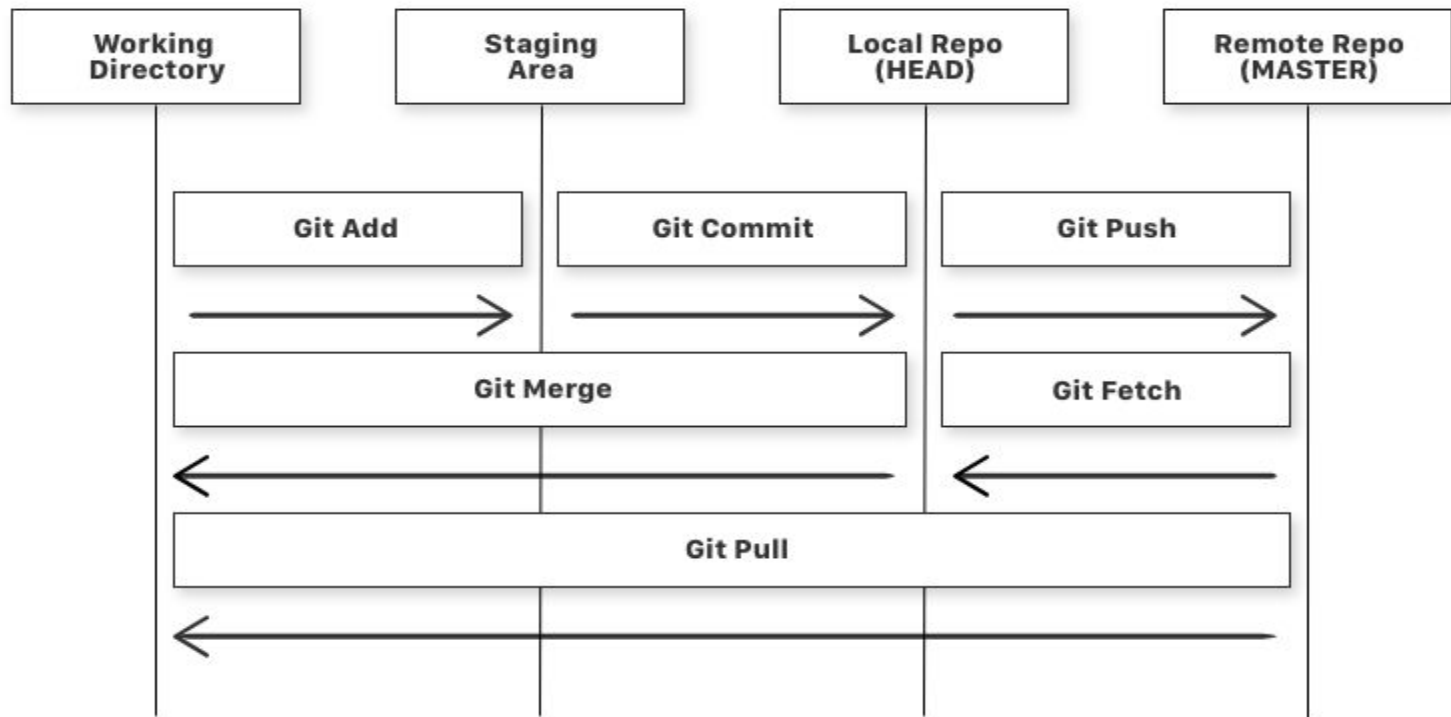 Working
Directory
Staging
Area
Local Repo
(HEAD)
Remote Repo
(MASTER)
Git Add
Git Commit
Git Push
Git Merge
Git Fetch
Git Pull